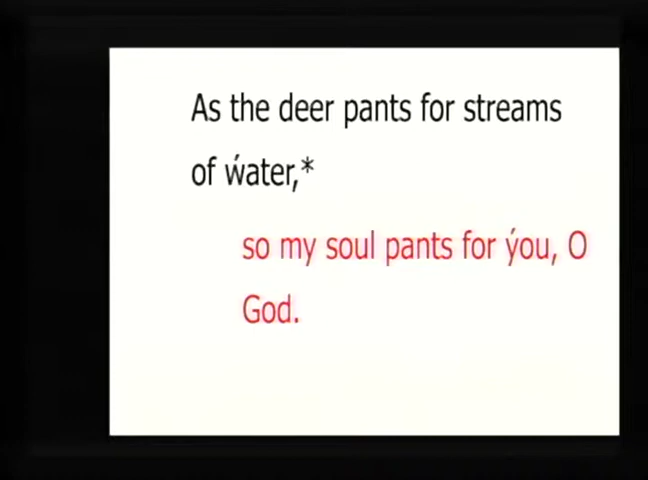 As the deer pants for streams
of ẃater,*
so my soul pants for ýou, O
God.